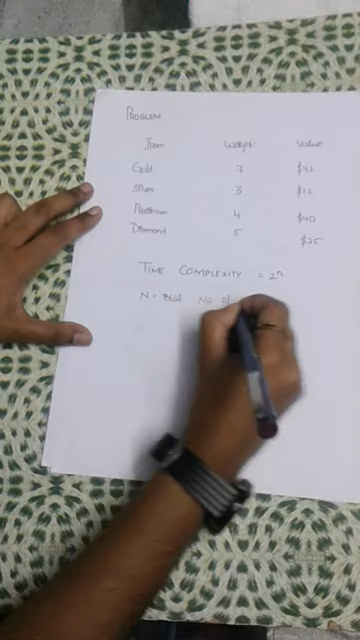 PROBLEM
Item Weight Value
Gold 7 $42
Silver 3 $12
Platinum 4 $40
Diamond 5 $25
TIME COMPLEXITY = 2n
N = Total No of